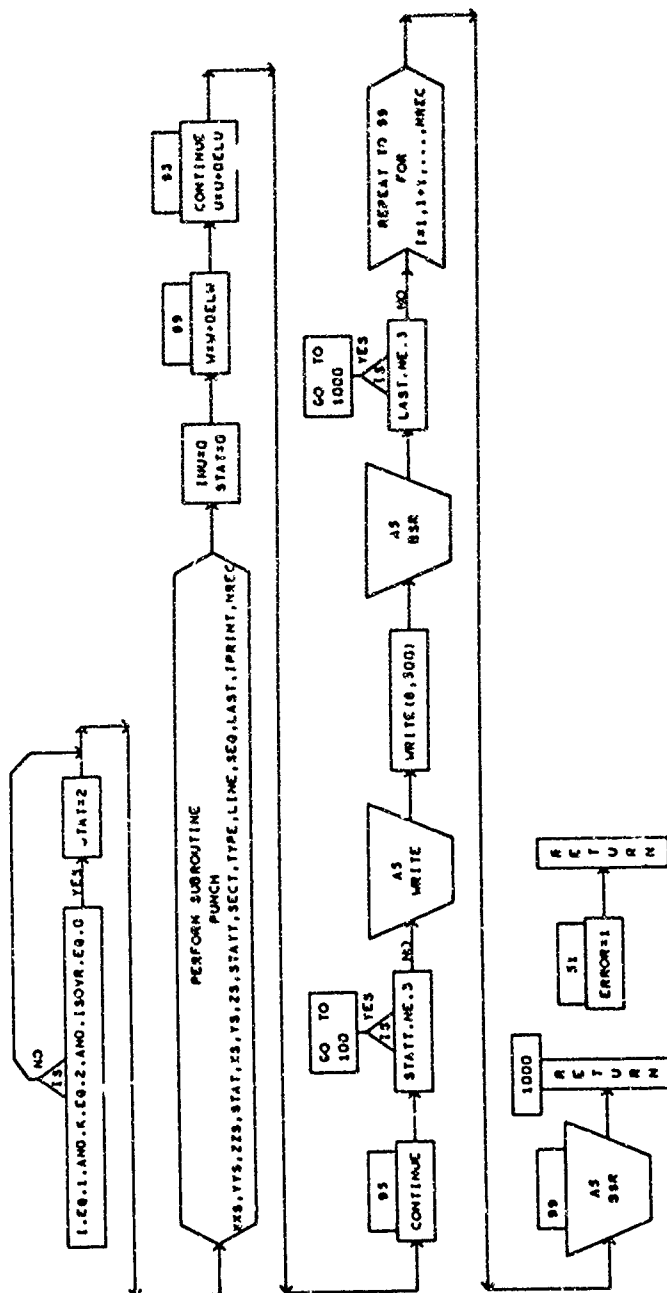 IS
NO
I.EQ.1.AND.K.EQ.2.AND.ISOVR.EQ.0
YES
STAT=2
PERFORM SUBROUTINE
PUNCH
XXS,YYS,ZZS,STAT,XS,YS,ZS,STATT,SECT,TYPE,LINE,SEQ,LAST,IPRINT,NREC
INU=0
STAT=0
W=W+DELW
CONTINUE
U=U+DELU
95
CONTINUE
GO TO
100
IS
YES
STATT.NE.3
NO
AS
WRITE
WRITE(8,300)
AS
BSR
GO TO
1000
IS
YES
LAST.NE.3
NO
REPEAT TO 99
FOR
I=1,1+1,...,NREC
99
AS
BSR
1000
RETURN
51
ERROR=1
RETURN